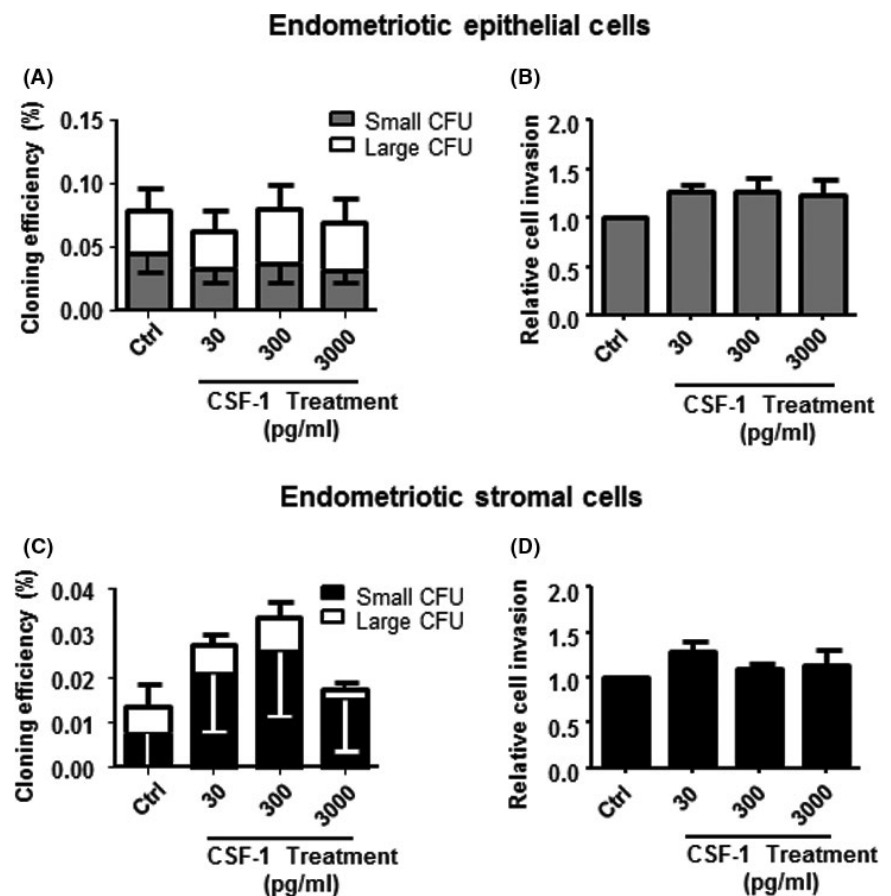 Endometriotic epithelial cells
(A)
Cloning efficiency (%)
0.15
0.10
0.05
0.00
Small CFU
Large CFU
Ctrl
30
300
3000
CSF-1 Treatment
(pg/ml)
(B)
Relative cell invasion
2.0
1.5
1.0
0.5
0.0
Ctrl
30
300
3000
CSF-1 Treatment
(pg/ml)
Endometriotic stromal cells
(C)
Cloning efficiency (%)
0.04
0.03
0.02
0.01
0.00
Small CFU
Large CFU
Ctrl
30
300
3000
CSF-1 Treatment
(pg/ml)
(D)
Relative cell invasion
2.0
1.5
1.0
0.5
0.0
Ctrl
30
300
3000
CSF-1 Treatment
(pg/ml)